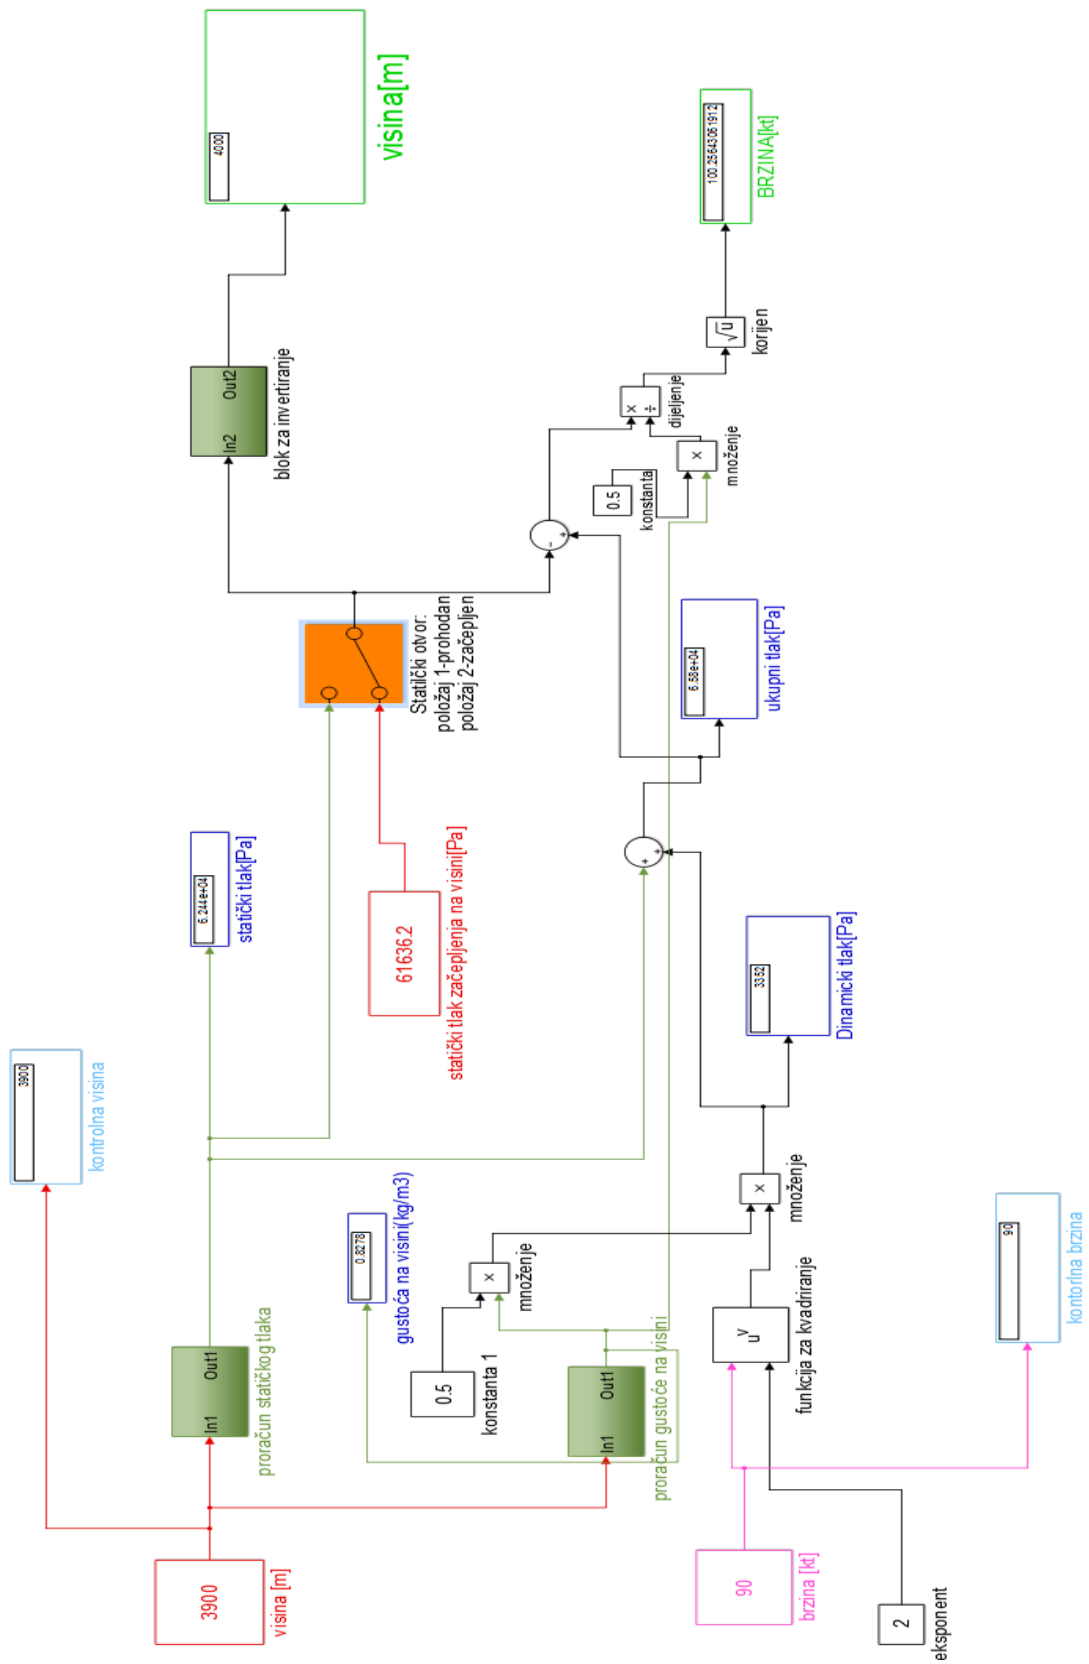 3900
visina [m]
3900
kontrolna visina
In1
Out1
proračun statičkog tlaka
6.244e+04
statički tlak[Pa]
In2
Out2
blok za invertiranje
4000
visina[m]
0.8278
gustoća na visini(kg/m3)
61636.2
statički tlak začepljenja na visini[Pa]
Statilčki otvor:
položaj 1-prohodan
položaj 2-začepljen
0.5
konstanta 1
x
množenje
In1
Out1
proračun gustoće na visini
+
+
-
+
0.5
konstanta
x
÷
dijeljenje
x
množenje
√u
korijen
100.25643061912
BRZINA[kt]
6.58e+04
ukupni tlak[Pa]
3352
Dinamicki tlak[Pa]
x
množenje
u
v
funkcija za kvadriranje
90
brzina [kt]
2
eksponent
90
kontorlna brzina